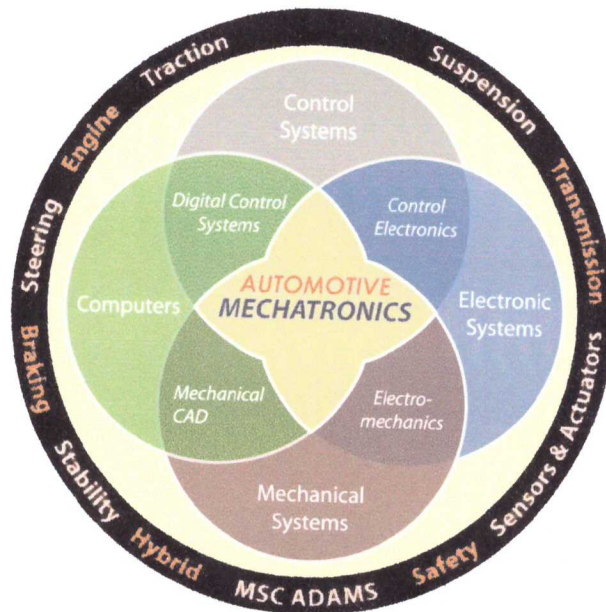 Traction
Suspension
Engine
Transmission
Steering
Braking
Sensors & Actuators
Stability
Hybrid
MSC ADAMS
Safety
Control
Systems
Digital Control
Systems
Control
Electronics
Computers
AUTOMOTIVE
MECHATRONICS
Electronic
Systems
Mechanical
CAD
Electro-
mechanics
Mechanical
Systems